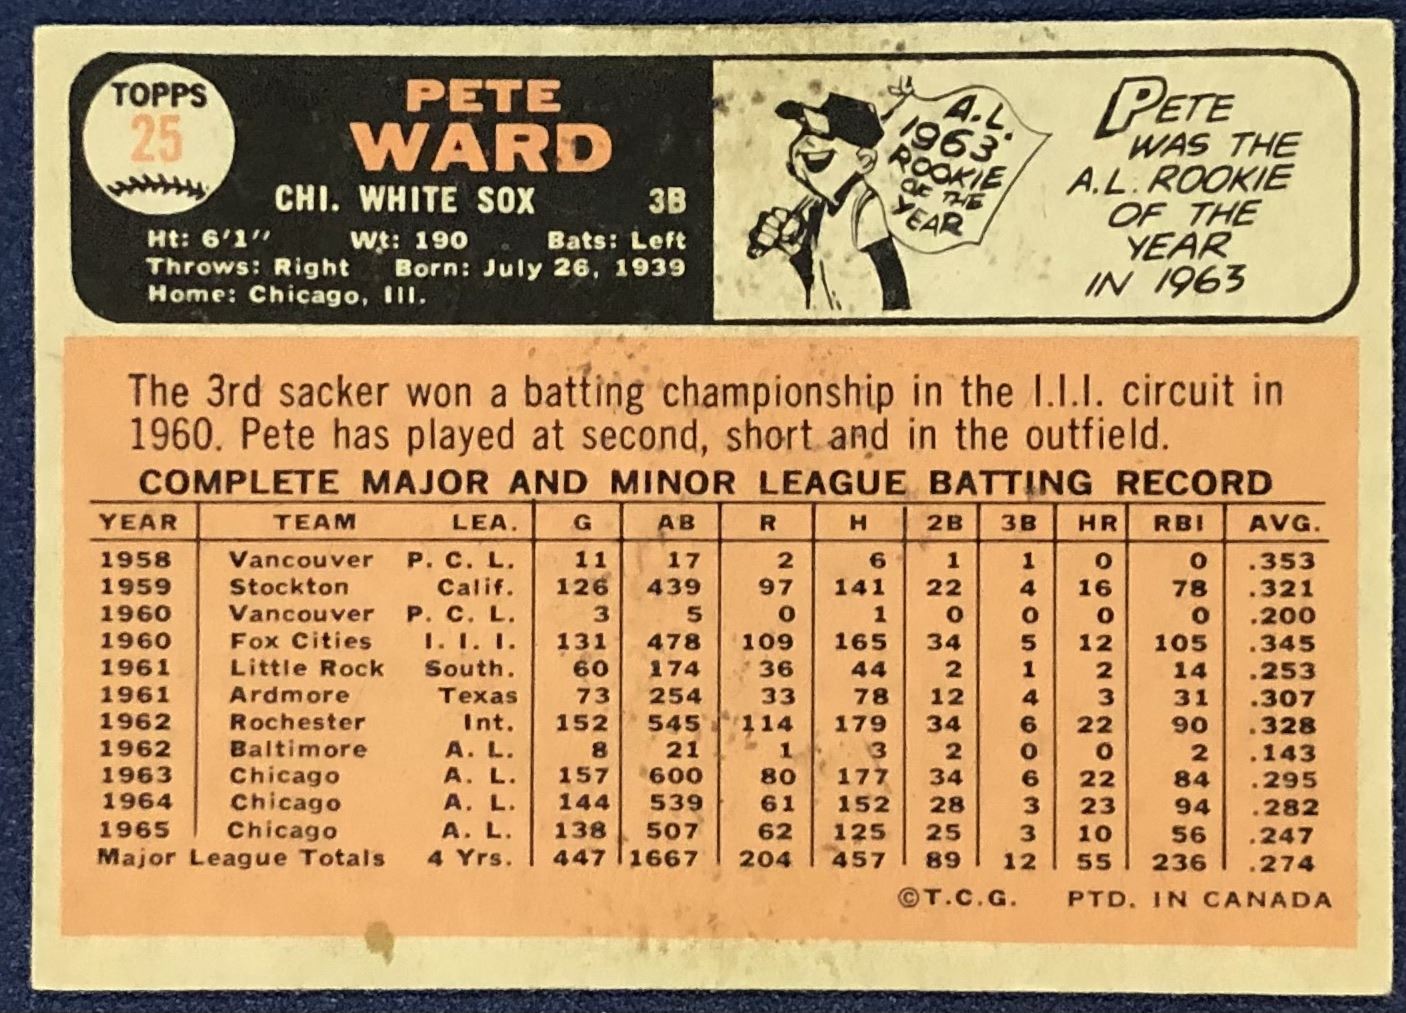 TOPPS
25
PETE
WARD
CHI. WHITE SOX 3B
Ht: 6'1" Wt: 190 Bats: Left
Throws: Right Born: July 26, 1939
Home: Chicago, Ill.
A.L.
1963
ROOKIE
OF THE
YEAR
PETE
WAS THE
A.L. ROOKIE
OF THE
YEAR
IN 1963
The 3rd sacker won a batting championship in the I.I.I. circuit in
1960. Pete has played at second, short and in the outfield.
COMPLETE MAJOR AND MINOR LEAGUE BATTING RECORD
YEAR TEAM LEA. G AB R H 2B 3B HR RBI AVG.
1958 Vancouver P. C. L. 11 17 2 6 1 1 0 0 .353
1959 Stockton Calif. 126 439 97 141 22 4 16 78 .321
1960 Vancouver P. C. L. 3 5 0 1 0 0 0 0 .200
1960 Fox Cities I. I. I. 131 478 109 165 34 5 12 105 .345
1961 Little Rock South. 60 174 36 44 2 1 2 14 .253
1961 Ardmore Texas 73 254 33 78 12 4 3 31 .307
1962 Rochester Int. 152 545 114 179 34 6 22 90 .328
1962 Baltimore A. L. 8 21 1 3 2 0 0 2 .143
1963 Chicago A. L. 157 600 80 177 34 6 22 84 .295
1964 Chicago A. L. 144 539 61 152 28 3 23 94 .282
1965 Chicago A. L. 138 507 62 125 25 3 10 56 .247
Major League Totals 4 Yrs. 447 1667 204 457 89 12 55 236 .274
©T.C.G. PTD. IN CANADA